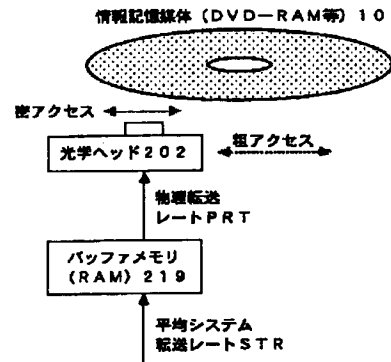 情報記憶媒体（DVD－RAM等）１０
密アクセス
光学ヘッド２０２
粗アクセス
物理転送
レートPRT
バッファメモリ
(RAM)２１９
平均システム
転送レートSTR